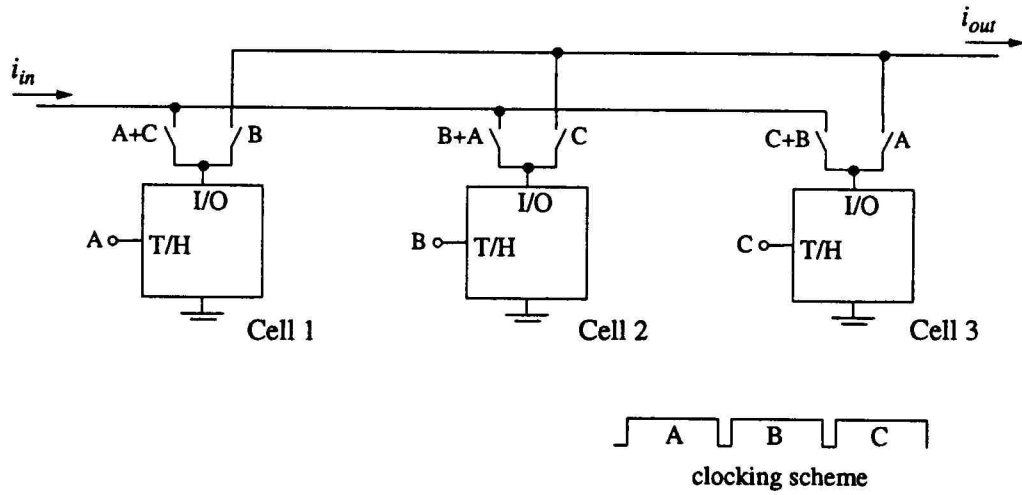 i_out
i_in
A+C B B+A C C+B A
I/O I/O I/O
A T/H B T/H C T/H
Cell 1 Cell 2 Cell 3
A B C
clocking scheme